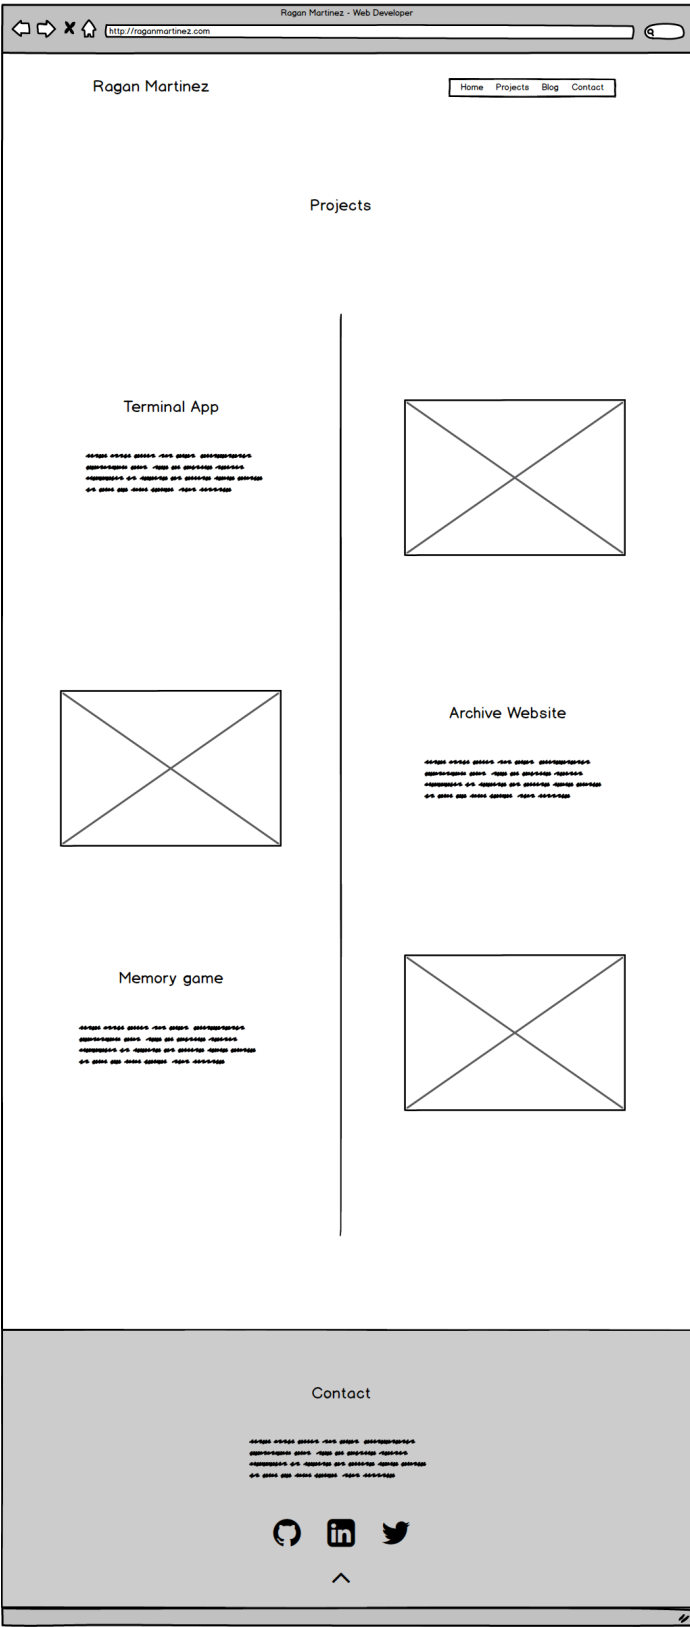 Ragan Martinez - Web Developer
http://raganmartinez.com
Ragan Martinez
Home Projects Blog Contact
Projects
Terminal App
Archive Website
Memory game
Contact
in